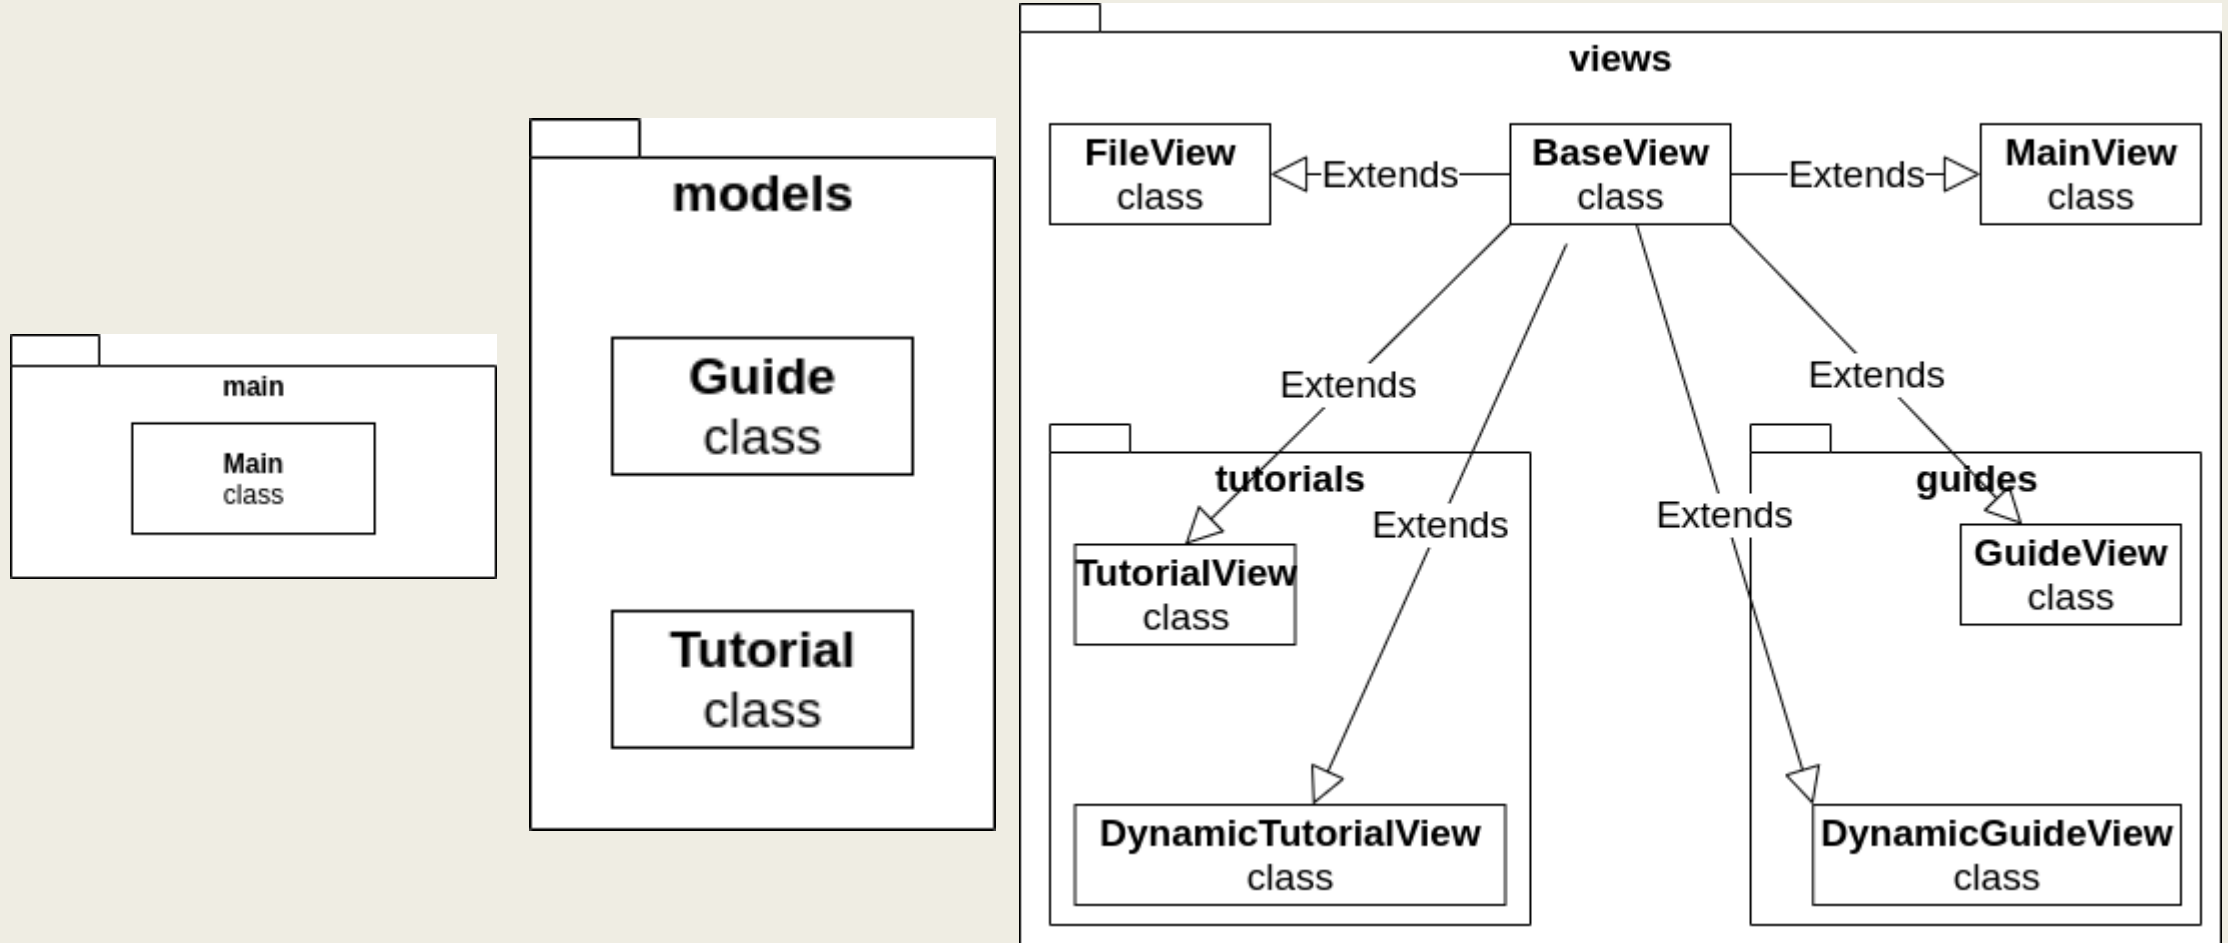 main
Main
class
models
Guide
class
Tutorial
class
views
FileView
class
Extends
BaseView
class
Extends
MainView
class
Extends
Extends
Extends
Extends
tutorials
TutorialView
class
DynamicTutorialView
class
guides
GuideView
class
DynamicGuideView
class